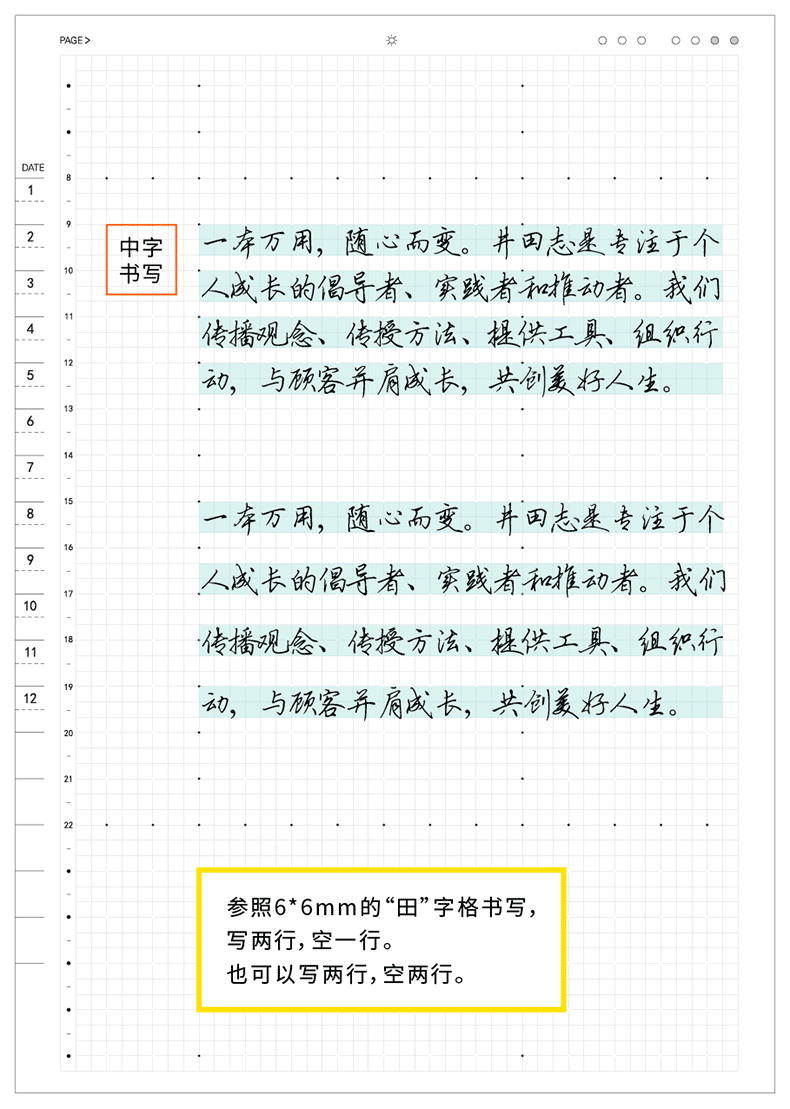 PAGE >
DATE
1
2
3
4
5
6
7
8
9
10
11
12
8
9
10
11
12
13
14
15
16
17
18
19
20
21
22
中字
书写
一本万用，随心而变。井田志是专注于个
人成长的倡导者、实践者和推动者。我们
传播观念、传授方法、提供工具、组织行
动，与顾客并肩成长，共创美好人生。
一本万用，随心而变。井田志是专注于个
人成长的倡导者、实践者和推动者。我们
传播观念、传授方法、提供工具、组织行
动，与顾客并肩成长，共创美好人生。
参照6*6mm的“田”字格书写，
写两行，空一行。
也可以写两行，空两行。